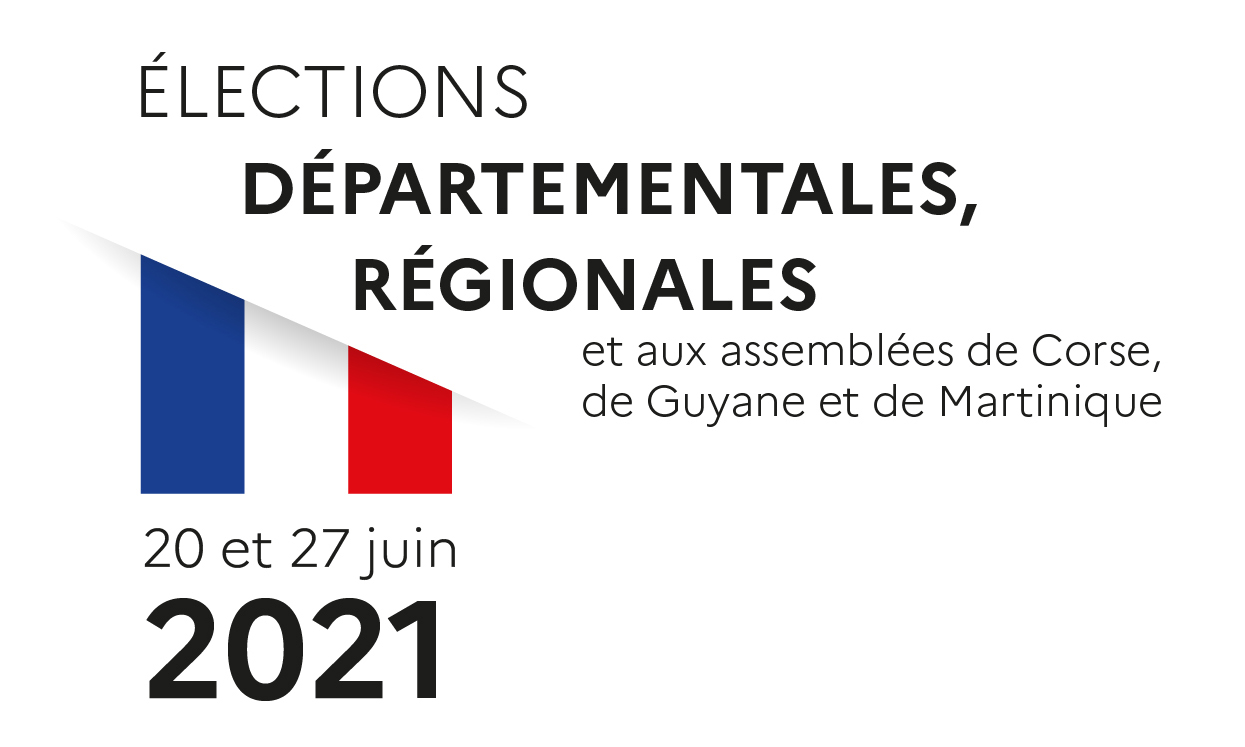 ÉLECTIONS
DÉPARTEMENTALES,
RÉGIONALES
et aux assemblées de Corse,
de Guyane et de Martinique
20 et 27 juin
2021